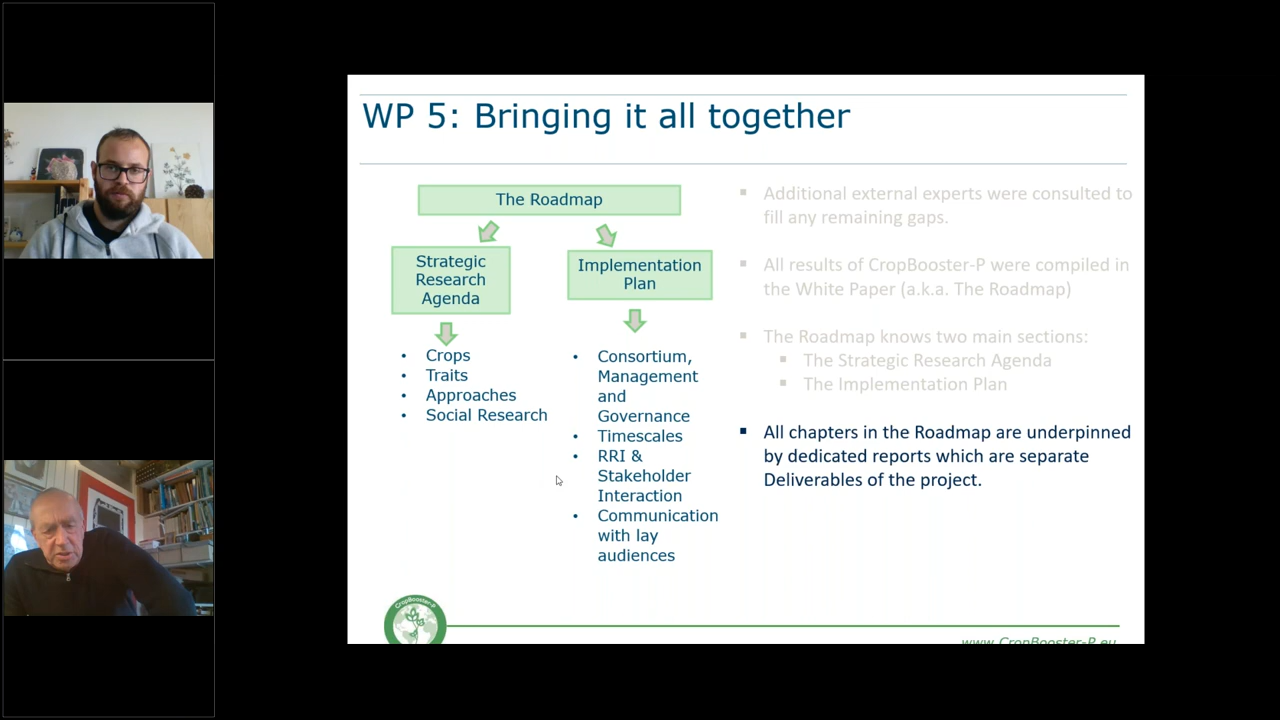 WP 5: Bringing it all together
The Roadmap
Strategic
Research
Agenda
• Crops
• Traits
• Approaches
• Social Research
Implementation
Plan
• Consortium,
Management
and
Governance
• Timescales
• RRI &
Stakeholder
Interaction
• Communication
with lay
audiences
▪ Additional external experts were consulted to
fill any remaining gaps.
▪ All results of CropBooster-P were compiled in
the White Paper (a.k.a. The Roadmap)
▪ The Roadmap knows two main sections:
▪ The Strategic Research Agenda
▪ The Implementation Plan
▪ All chapters in the Roadmap are underpinned
by dedicated reports which are separate
Deliverables of the project.
CropBooster-P
www.CropBooster-P.eu